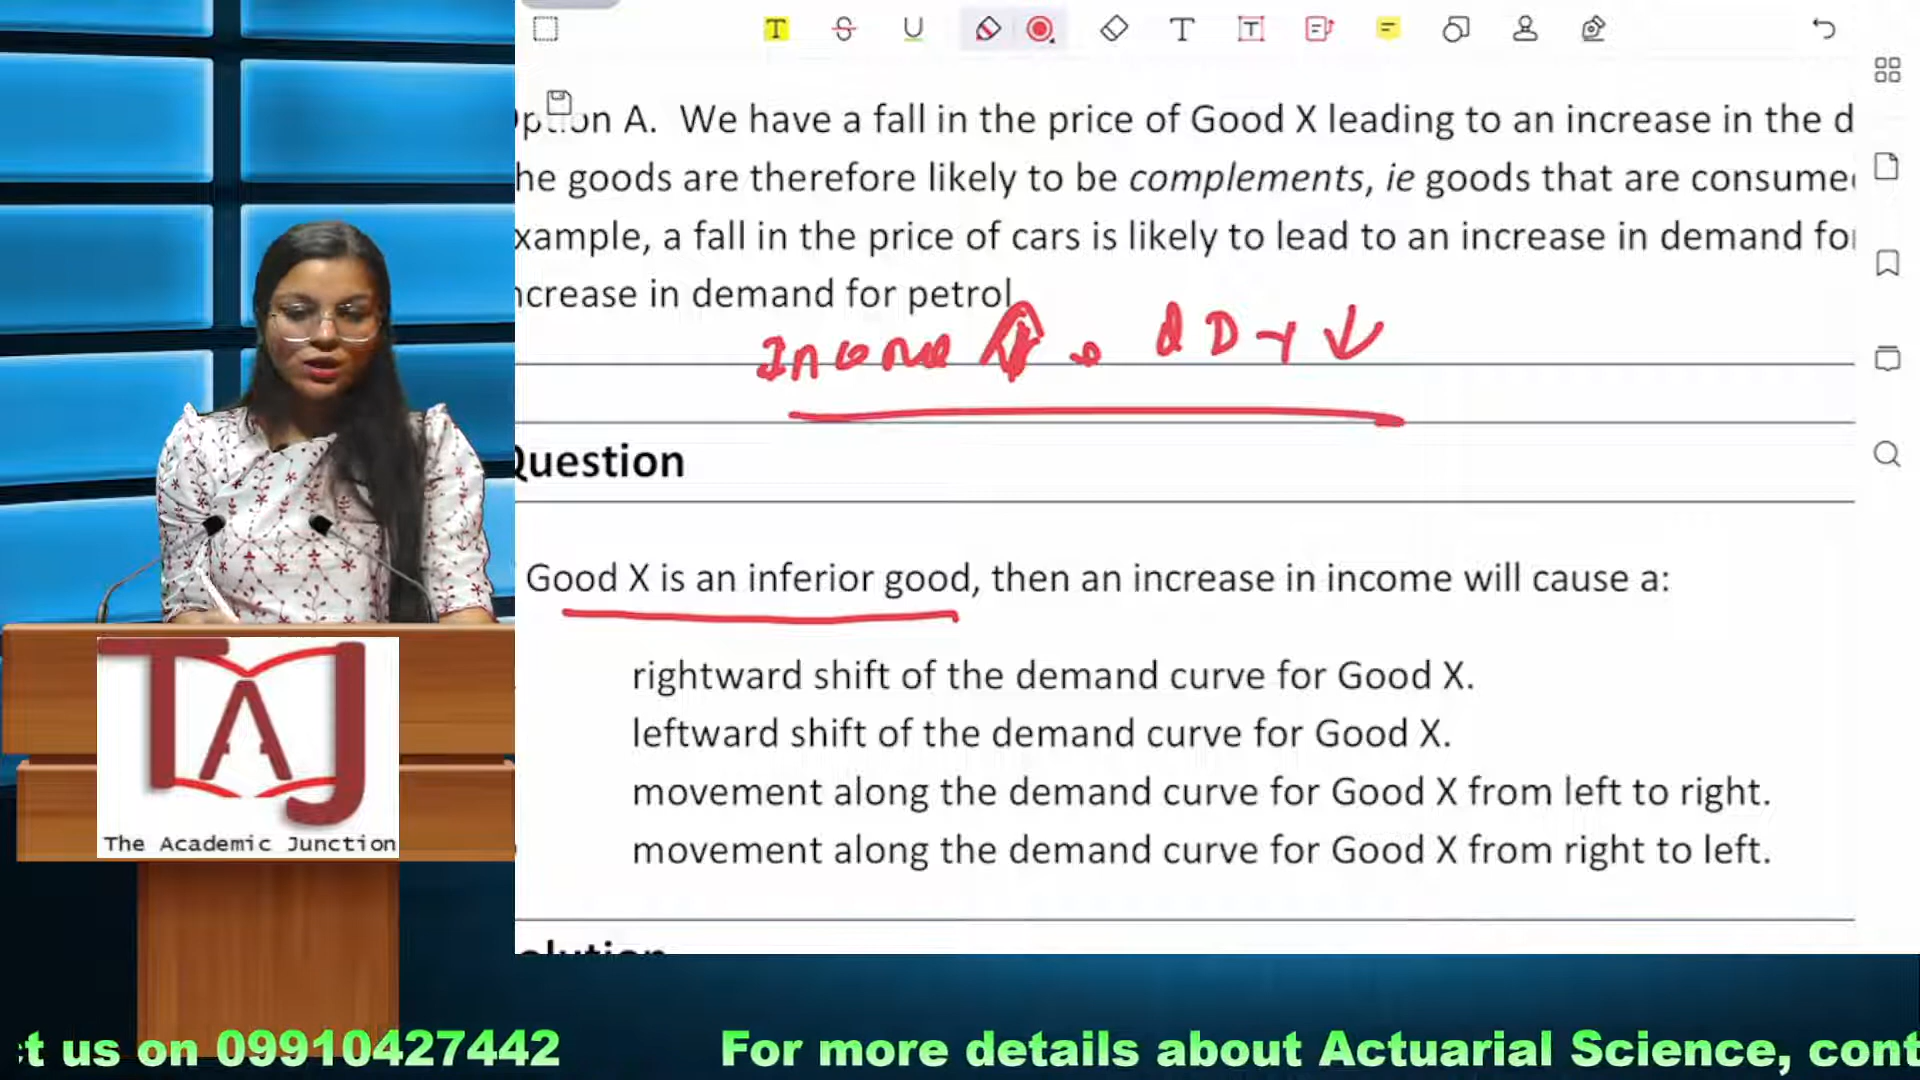 ption A. We have a fall in the price of Good X leading to an increase in the d
he goods are therefore likely to be complements, ie goods that are consume
xample, a fall in the price of cars is likely to lead to an increase in demand for
ncrease in demand for petrol
Income ↑ dD ↓
Question
Good X is an inferior good, then an increase in income will cause a:
rightward shift of the demand curve for Good X.
leftward shift of the demand curve for Good X.
movement along the demand curve for Good X from left to right.
movement along the demand curve for Good X from right to left.
olution
TAJ
The Academic Junction
t us on 09910427442 For more details about Actuarial Science, cont